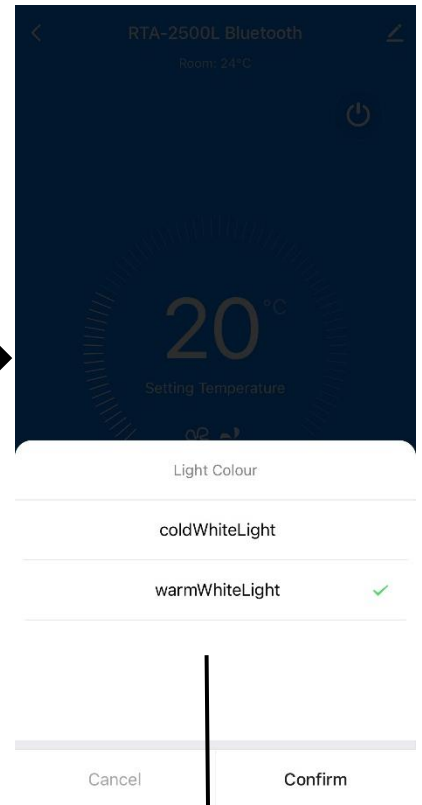 RTA-2500L Bluetooth
Room: 24°C
20 °C
Setting Temperature
Light Colour
coldWhiteLight
warmWhiteLight
Cancel
Confirm